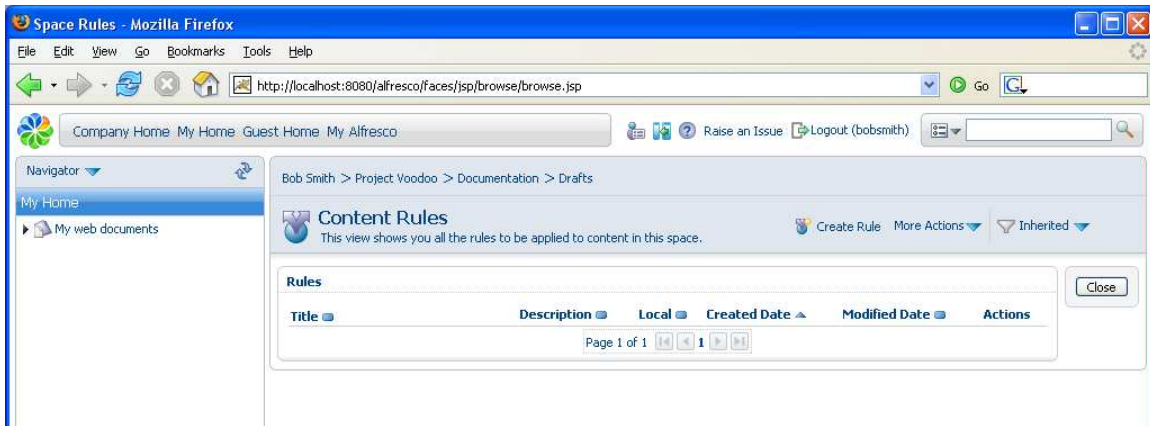 Space Rules - Mozilla Firefox
File Edit View Go Bookmarks Tools Help
http://localhost:8080/alfresco/faces/jsp/browse/browse.jsp Go G
Company Home My Home Guest Home My Alfresco Raise an Issue Logout (bobsmith)
Navigator
Bob Smith > Project Voodoo > Documentation > Drafts
My Home
My web documents
Content Rules
This view shows you all the rules to be applied to content in this space.
Create Rule More Actions Inherited
Rules
Close
Title Description Local Created Date Modified Date Actions
Page 1 of 1 1